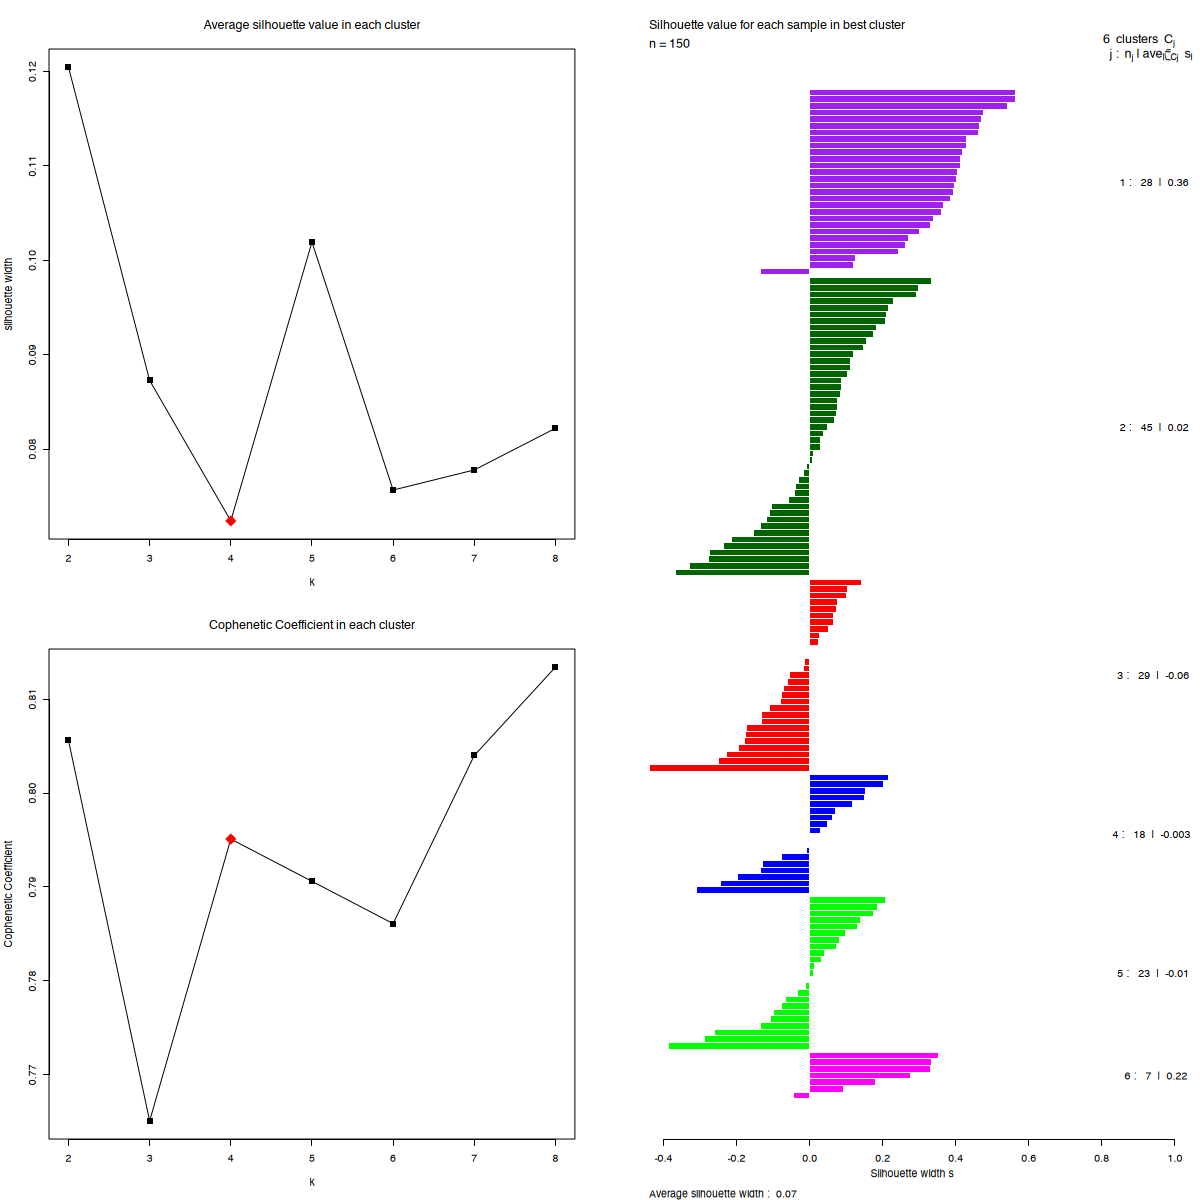 Average silhouette value in each cluster
silhouette width
0.12
0.11
0.10
0.09
0.08
2 3 4 5 6 7 8
k
Cophenetic Coefficient in each cluster
Cophenetic Coefficient
0.81
0.80
0.79
0.78
0.77
2 3 4 5 6 7 8
k
Silhouette value for each sample in best cluster
n = 150
6 clusters Cj
j : nj | avei∈Cj si
1 : 28 | 0.36
2 : 45 | 0.02
3 : 29 | -0.06
4 : 18 | -0.003
5 : 23 | -0.01
6 : 7 | 0.22
-0.4 -0.2 0.0 0.2 0.4 0.6 0.8 1.0
Silhouette width s
Average silhouette width : 0.07